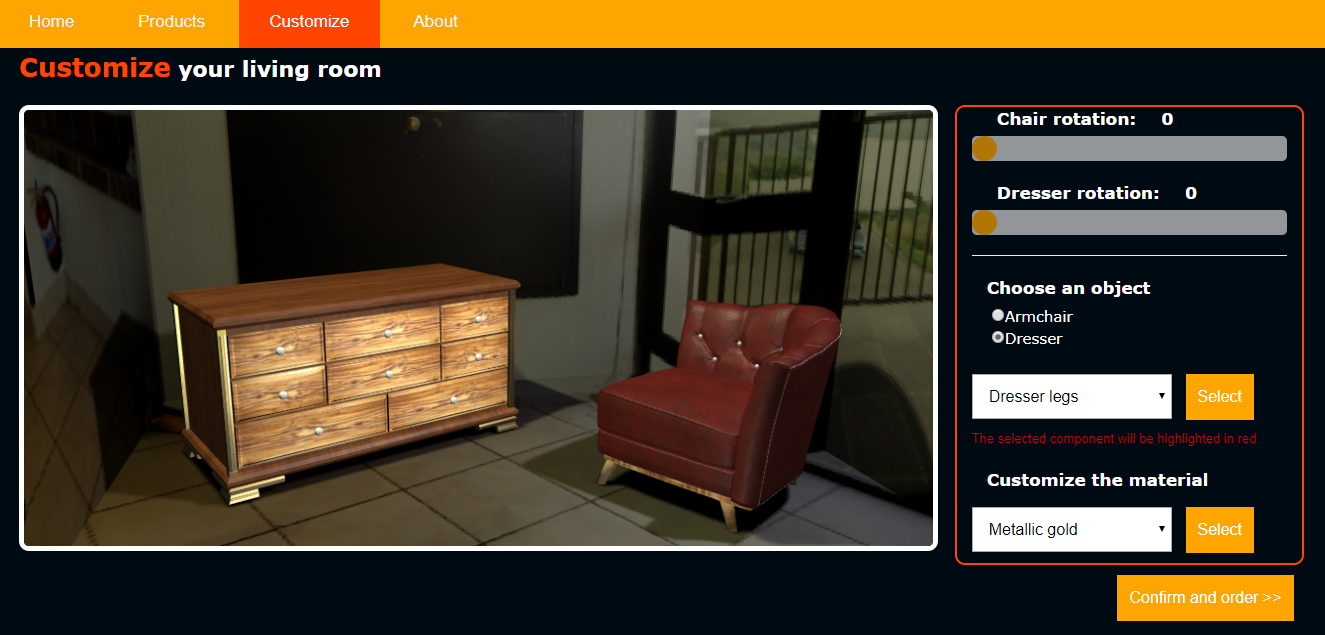 Home Products Customize About
Customize your living room
Chair rotation: 0
Dresser rotation: 0
Choose an object
Armchair
Dresser
Dresser legs Select
The selected component will be highlighted in red
Customize the material
Metallic gold Select
Confirm and order >>